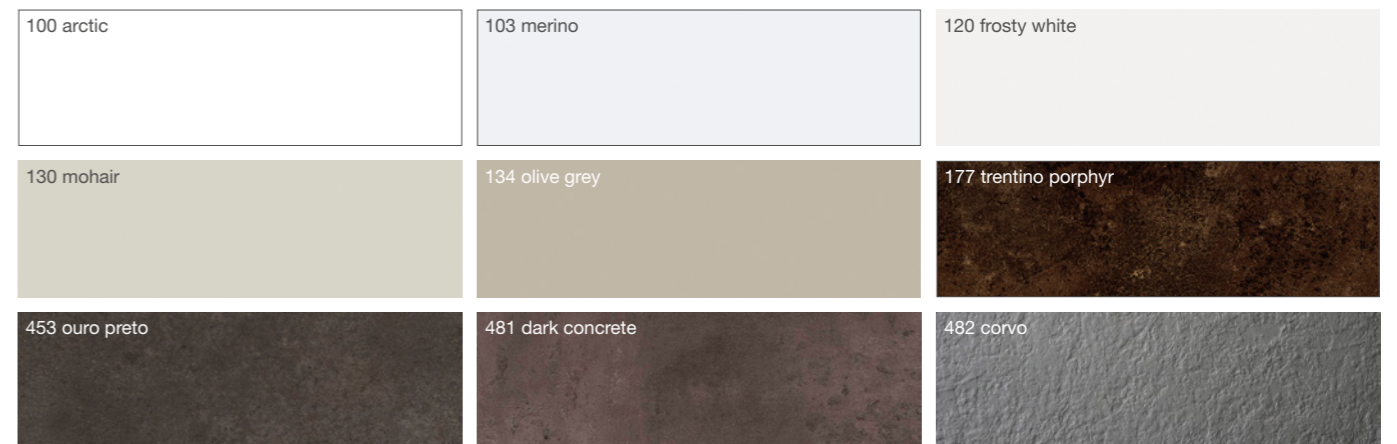 100 arctic
103 merino
120 frosty white
130 mohair
134 olive grey
177 trentino porphyr
453 ouro preto
481 dark concrete
482 corvo